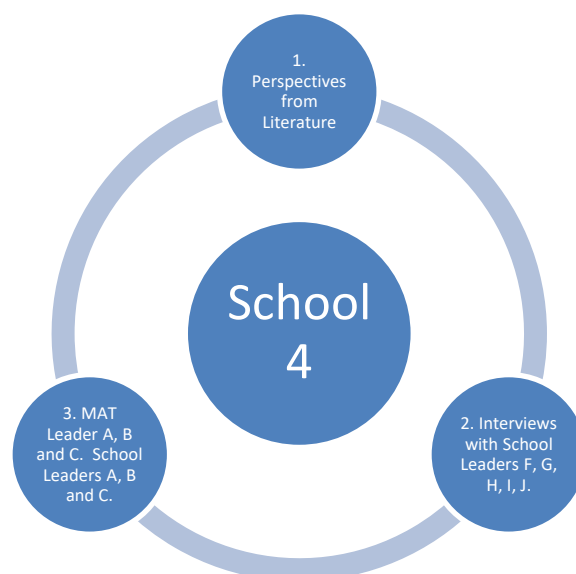 1.
Perspectives
from
Literature
School
4
2. Interviews
with School
Leaders F, G,
H, I, J.
3. MAT
Leader A, B
and C.  School
Leaders A, B
and C.